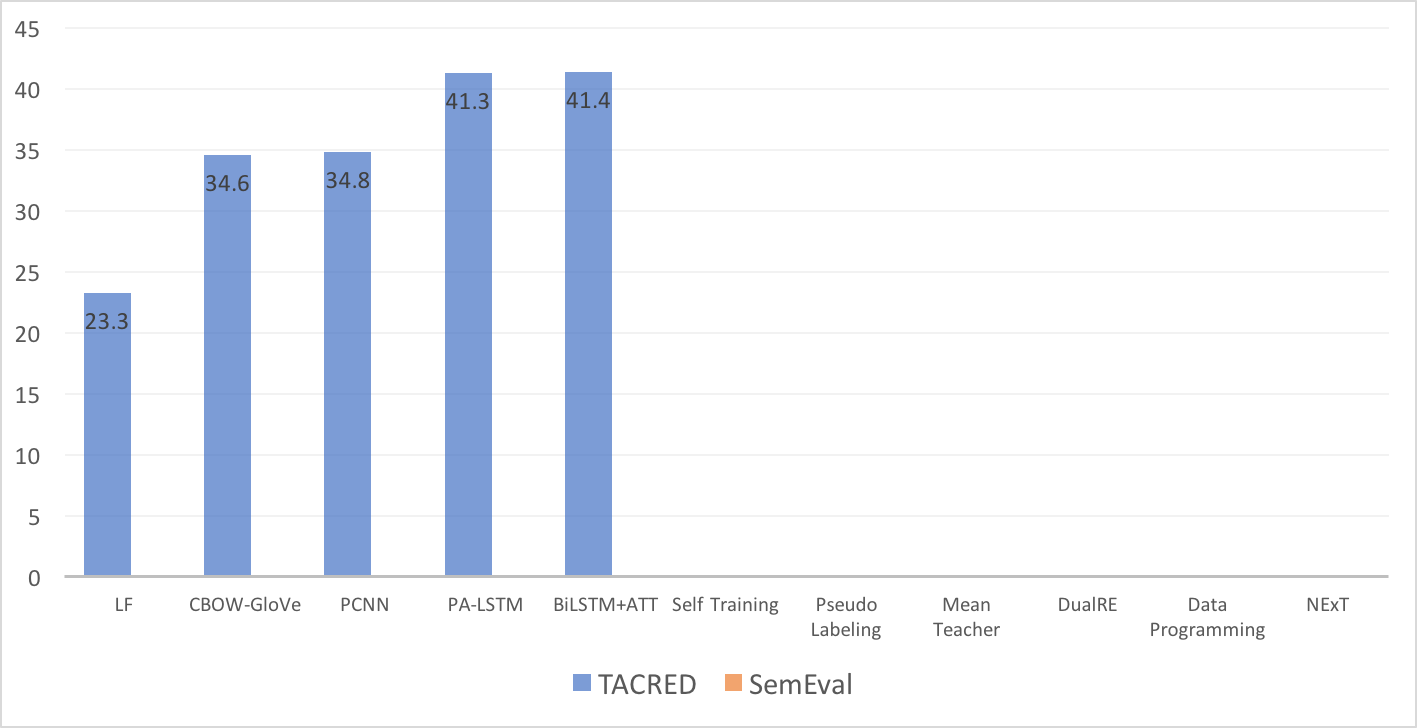 45
40
35
30
25
20
15
10
5
0
23.3
34.6
34.8
41.3
41.4
LF
CBOW-GloVe
PCNN
PA-LSTM
BiLSTM+ATT
Self Training
Pseudo
Labeling
Mean
Teacher
DualRE
Data
Programming
NExT
TACRED
SemEval